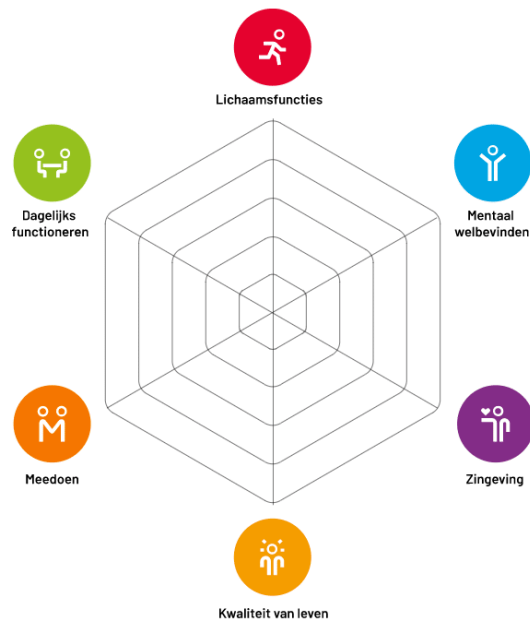 Lichaamsfuncties
Dagelijks
functioneren
Mentaal
welbevinden
Meedoen
Zingeving
Kwaliteit van leven